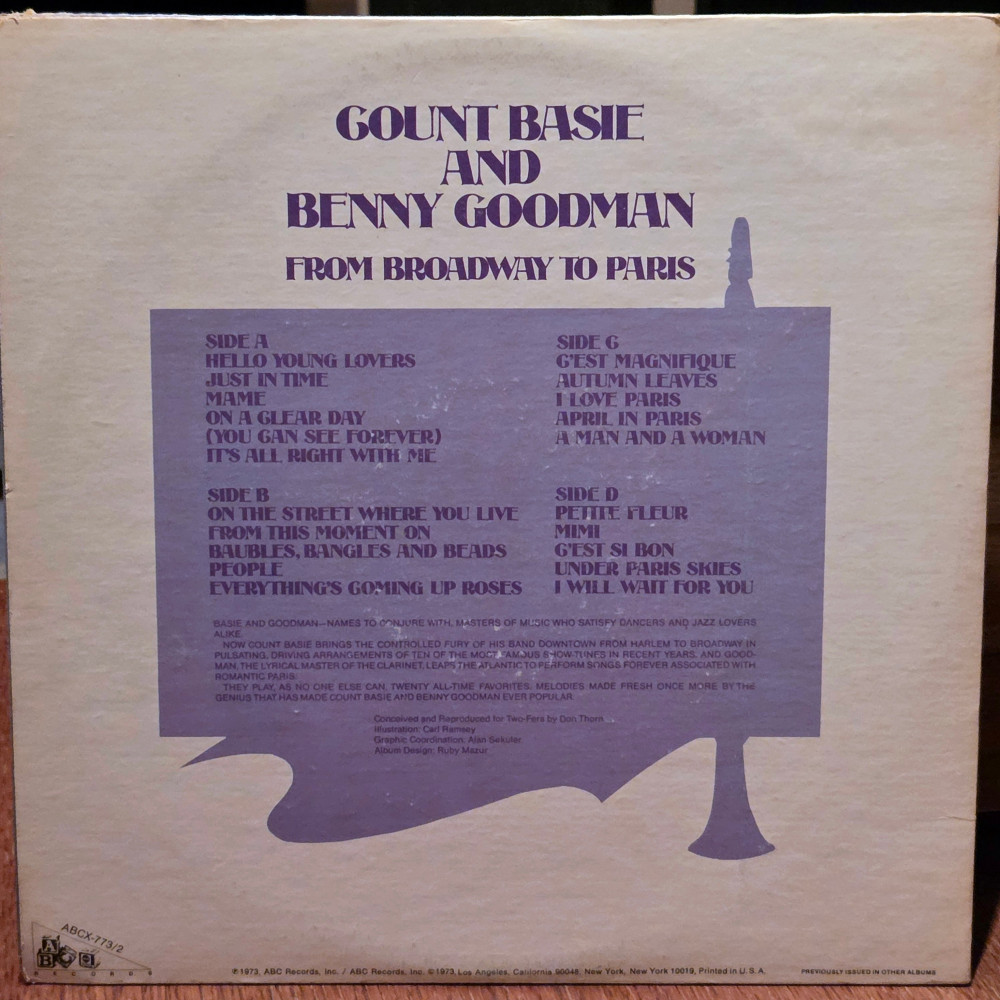 COUNT BASIE
AND
BENNY GOODMAN
FROM BROADWAY TO PARIS
SIDE A
HELLO YOUNG LOVERS
JUST IN TIME
MAME
ON A CLEAR DAY
(YOU CAN SEE FOREVER)
IT'S ALL RIGHT WITH ME
SIDE B
ON THE STREET WHERE YOU LIVE
FROM THIS MOMENT ON
BAUBLES, BANGLES AND BEADS
PEOPLE
EVERYTHING'S COMING UP ROSES
SIDE C
C'EST MAGNIFIQUE
AUTUMN LEAVES
I LOVE PARIS
APRIL IN PARIS
A MAN AND A WOMAN
SIDE D
PETITE FLEUR
MIMI
C'EST SI BON
UNDER PARIS SKIES
I WILL WAIT FOR YOU
BASIE AND GOODMAN—NAMES TO CONJURE WITH, MASTERS OF MUSIC WHO SATISFY DANCERS AND JAZZ LOVERS
ALIKE.
NOW COUNT BASIE BRINGS THE CONTROLLED FURY OF HIS BAND DOWNTOWN FROM HARLEM TO BROADWAY IN
PULSATING, DRIVING ARRANGEMENTS OF TEN OF THE MOST FAMOUS SHOW-TUNES IN RECENT YEARS. AND GOOD-
MAN, THE LYRICAL MASTER OF THE CLARINET, LEAPS THE ATLANTIC TO PERFORM SONGS FOREVER ASSOCIATED WITH
ROMANTIC PARIS.
THEY PLAY, AS NO ONE ELSE CAN, TWENTY ALL-TIME FAVORITES, MELODIES MADE FRESH ONCE MORE BY THE
GENIUS THAT HAS MADE COUNT BASIE AND BENNY GOODMAN EVER POPULAR.
Conceived and Reproduced for Two-Fers by Don Thorn
Illustration: Carl Ramsey
Graphic Coordination: Alan Sekuler
Album Design: Ruby Mazur
ABCX-773/2
ABC
RECORDS
℗1973, ABC Records, Inc. / ABC Records, Inc. ©1973, Los Angeles, California 90048, New York, New York 10019, Printed in U.S.A.
PREVIOUSLY ISSUED IN OTHER ALBUMS